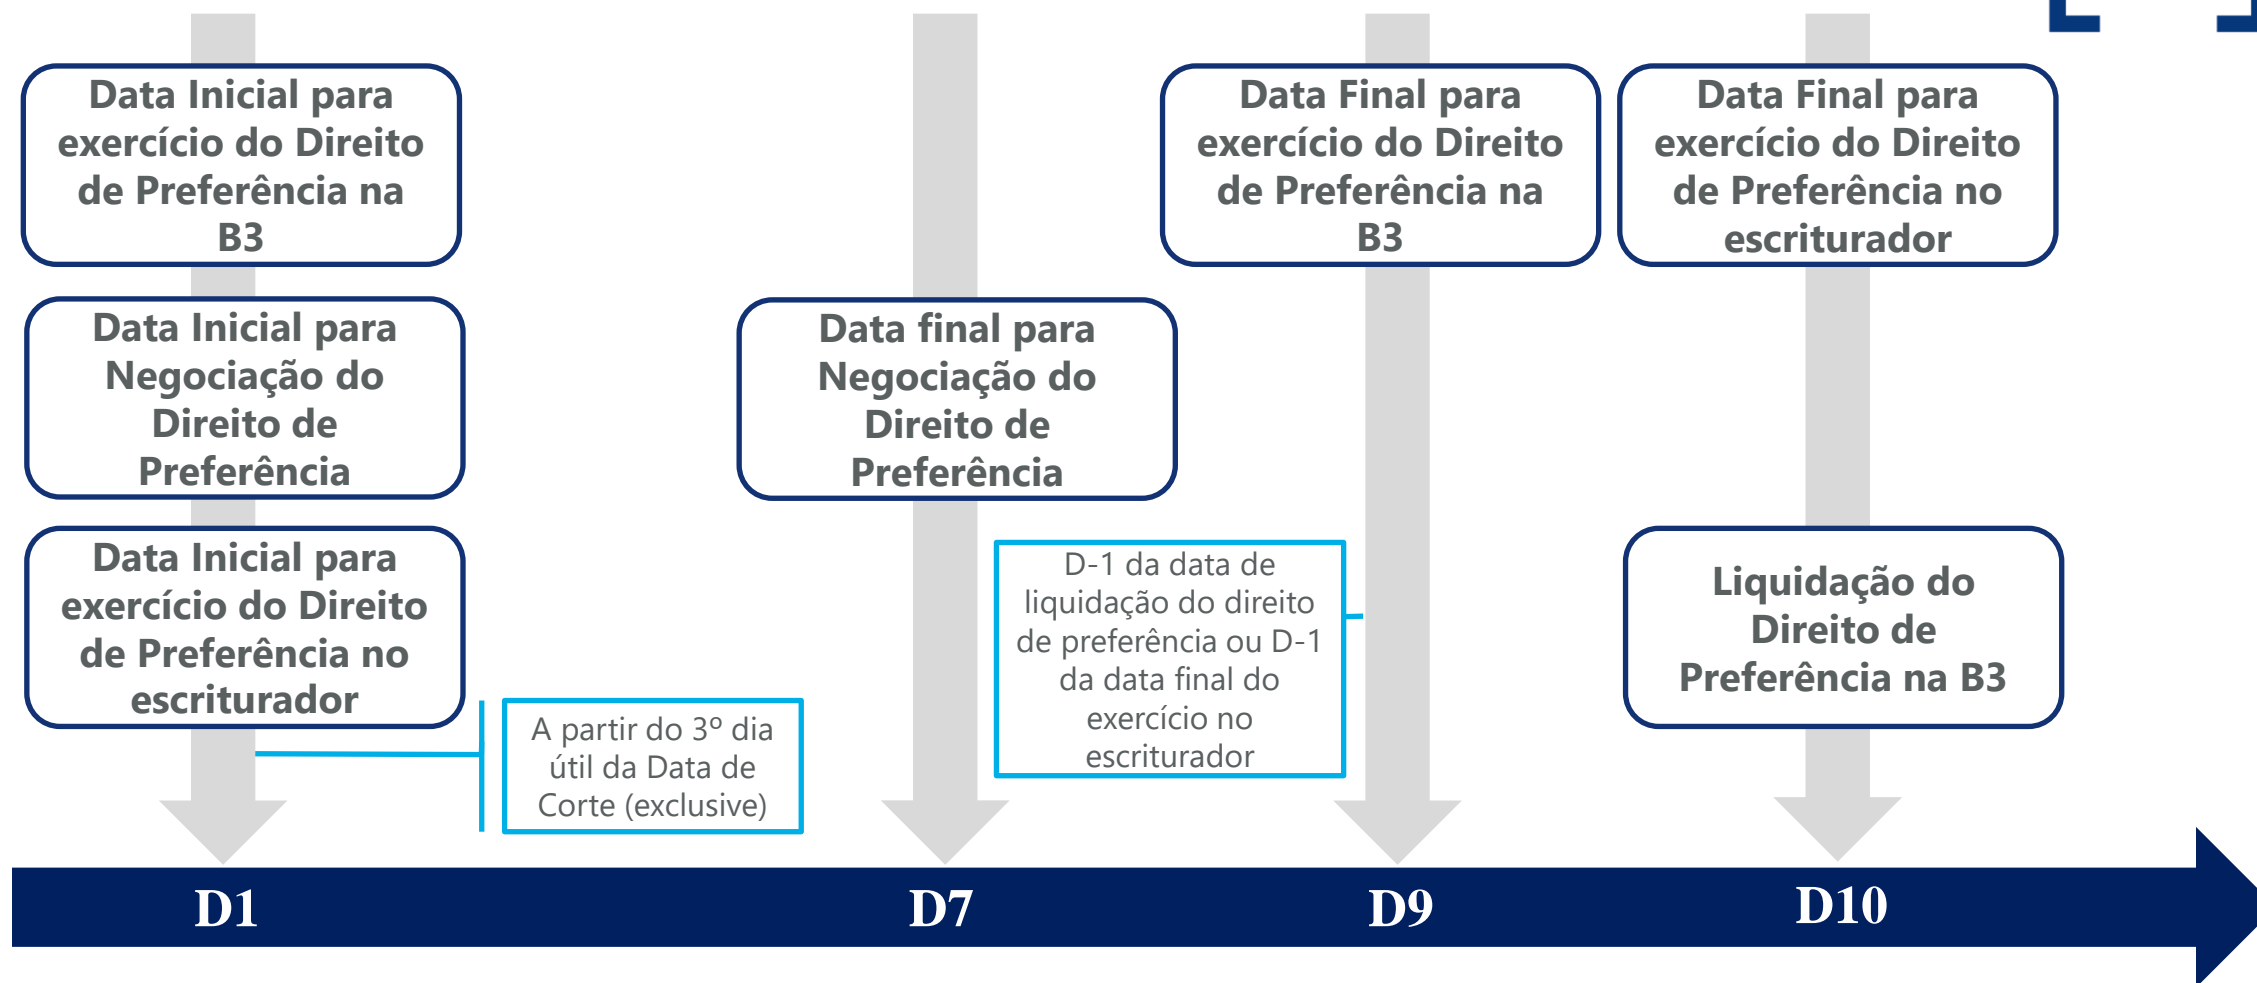 Data Inicial para
exercício do Direito
de Preferência na
B3
Data Inicial para
Negociação do
Direito de
Preferência
Data Inicial para
exercício do Direito
de Preferência no
escriturador
A partir do 3º dia
útil da Data de
Corte (exclusive)
Data final para
Negociação do
Direito de
Preferência
Data Final para
exercício do Direito
de Preferência na
B3
D-1 da data de
liquidação do direito
de preferência ou D-1
da data final do
exercício no
escriturador
Data Final para
exercício do Direito
de Preferência no
escriturador
Liquidação do
Direito de
Preferência na B3
D1
D7
D9
D10